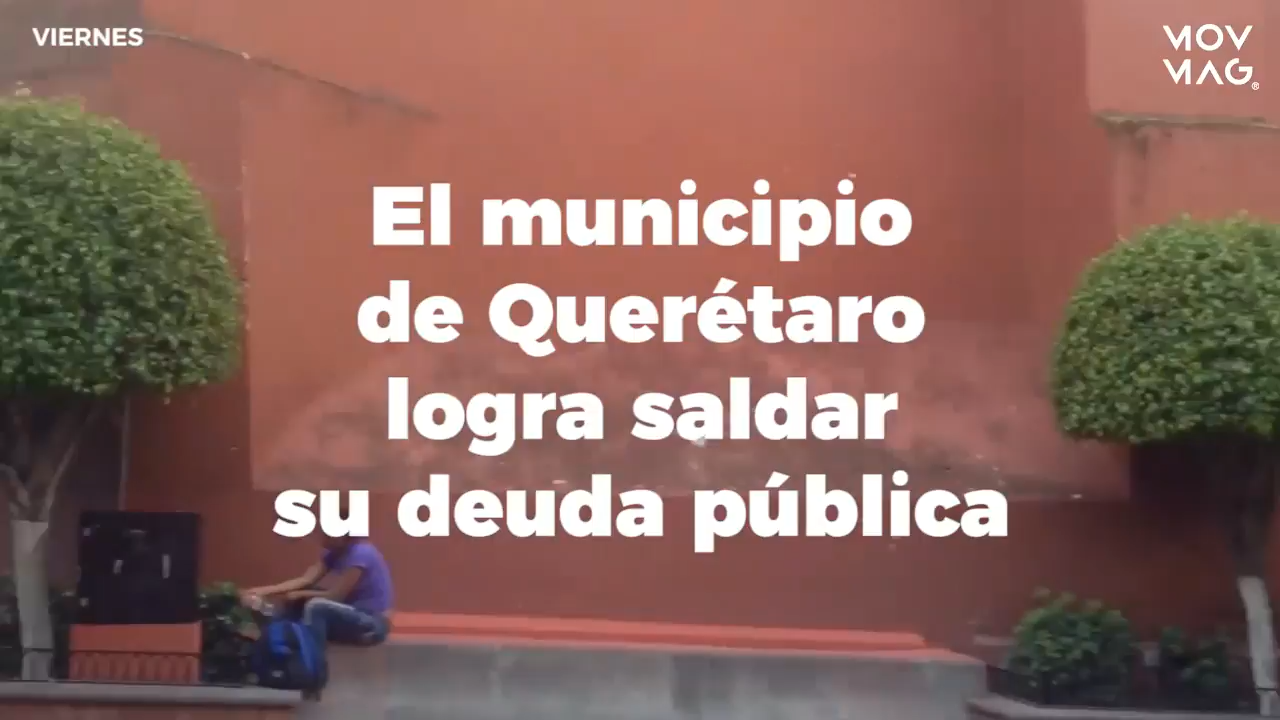 VIERNES
MOV
MAG®
El municipio
de Querétaro
logra saldar
su deuda pública